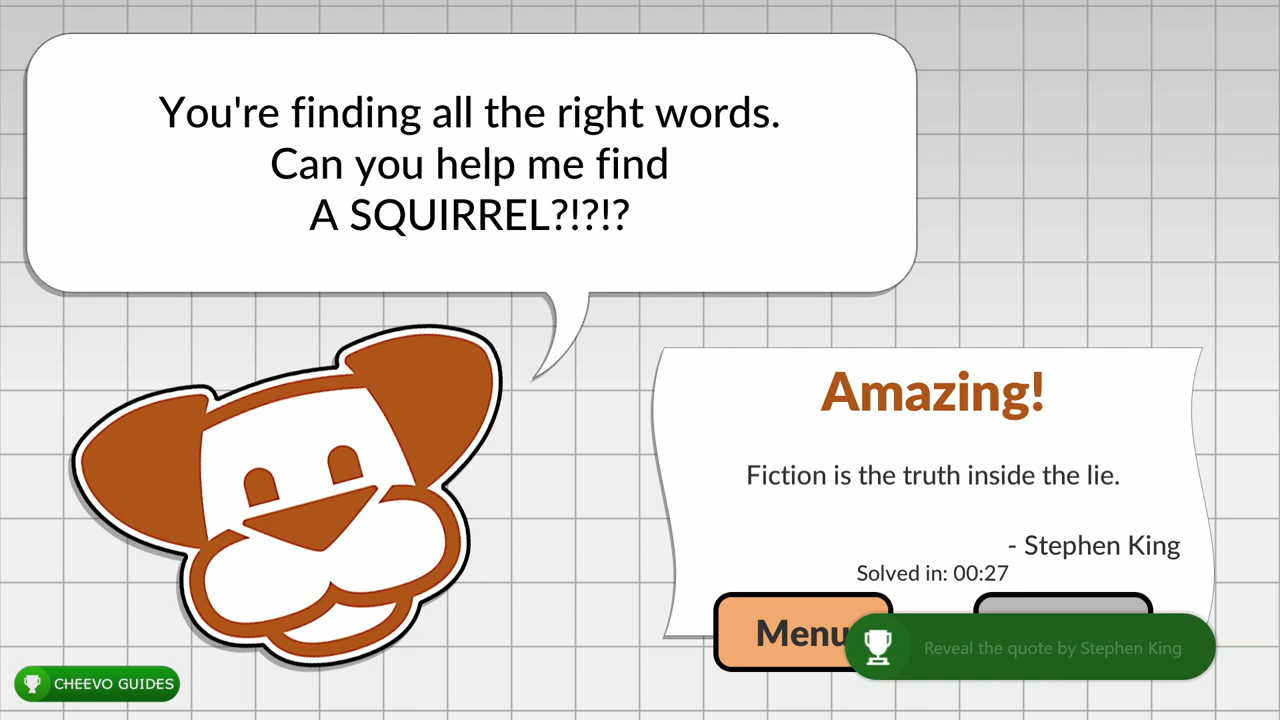 You're finding all the right words.
Can you help me find
A SQUIRREL?!?!?
Amazing!
Fiction is the truth inside the lie.
- Stephen King
Solved in: 00:27
Menu
Reveal the quote by Stephen King
CHEEVO GUIDES